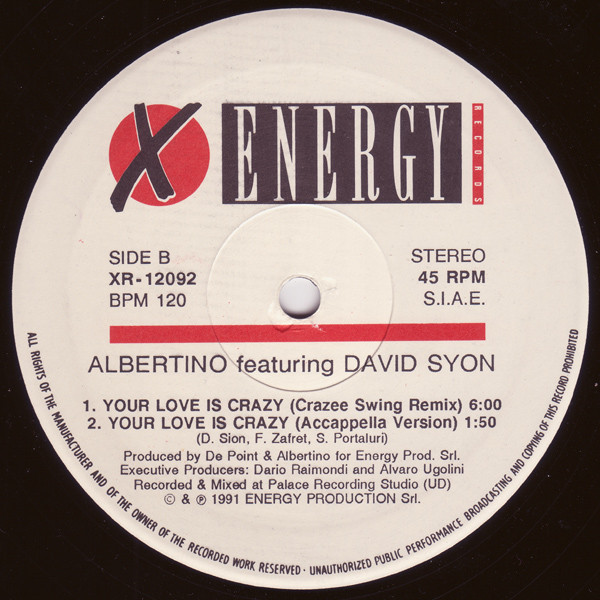 X ENERGY RECORDS
SIDE B
XR-12092
BPM 120
STEREO
45 RPM
S.I.A.E.
ALBERTINO featuring DAVID SYON
1. YOUR LOVE IS CRAZY (Crazee Swing Remix) 6:00
2. YOUR LOVE IS CRAZY (Accappella Version) 1:50
(D. Sion, F. Zafret, S. Portaluri)
Produced by De Point & Albertino for Energy Prod. Srl.
Executive Producers: Dario Raimondi and Alvaro Ugolini
Recorded & Mixed at Palace Recording Studio (UD)
© & ℗ 1991 ENERGY PRODUCTION Srl.
ALL RIGHTS OF THE MANUFACTURER AND OF THE OWNER OF THE RECORDED WORK RESERVED - UNAUTHORIZED PUBLIC PERFORMANCE BROADCASTING AND COPYING OF THIS RECORD PROHIBITED